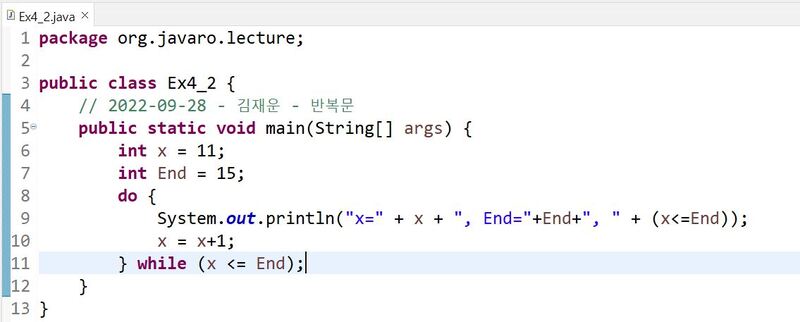 Ex4_2.java
1 package org.javaro.lecture;
2
3 public class Ex4_2 {
4     // 2022-09-28 - 김재운 - 반복문
5     public static void main(String[] args) {
6         int x = 11;
7         int End = 15;
8         do {
9             System.out.println("x=" + x + ", End="+End+", " + (x<=End));
10             x = x+1;
11         } while (x <= End);
12     }
13 }